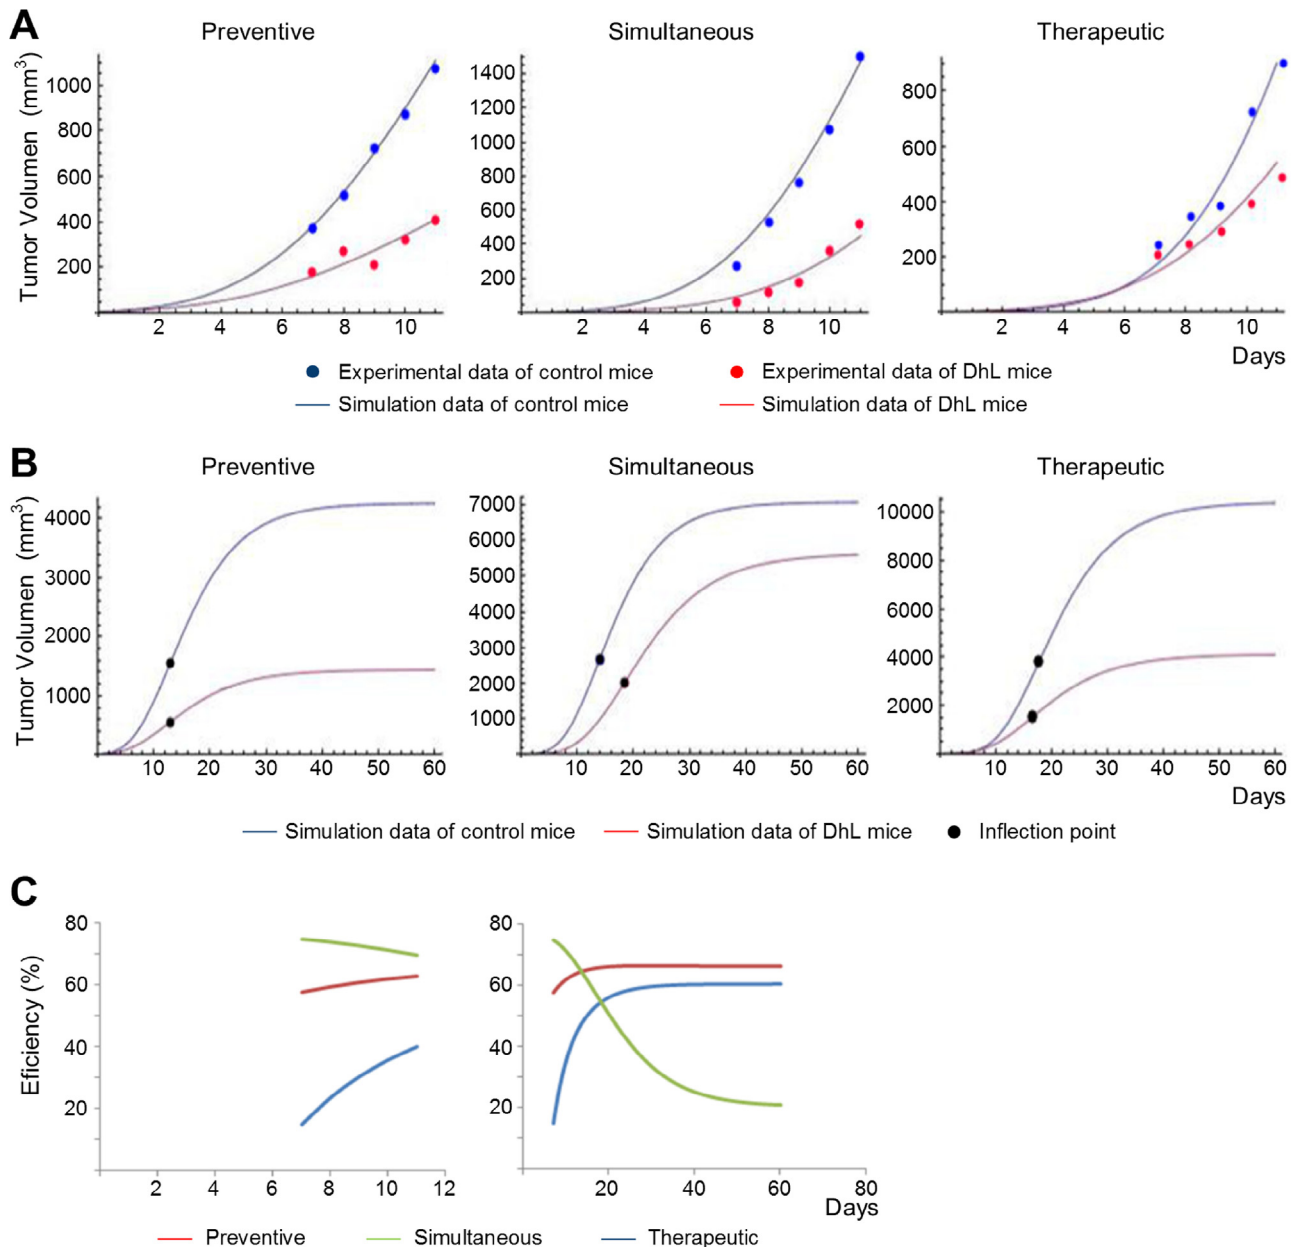 A
Preventive
Simultaneous
Therapeutic
Tumor Volumen (mm³)
1000
800
600
400
200
2 4 6 8 10
1400
1200
1000
800
600
400
200
2 4 6 8 10
800
600
400
200
2 4 6 8 10
Days
Experimental data of control mice
Experimental data of DhL mice
Simulation data of control mice
Simulation data of DhL mice
B
Preventive
Simultaneous
Therapeutic
Tumor Volumen (mm³)
4000
3000
2000
1000
10 20 30 40 50 60
7000
6000
5000
4000
3000
2000
1000
10 20 30 40 50 60
10000
8000
6000
4000
2000
10 20 30 40 50 60
Days
Simulation data of control mice
Simulation data of DhL mice
Inflection point
C
Eficiency (%)
80
60
40
20
2 4 6 8 10 12
80
60
40
20
20 40 60 80
Days
Preventive
Simultaneous
Therapeutic